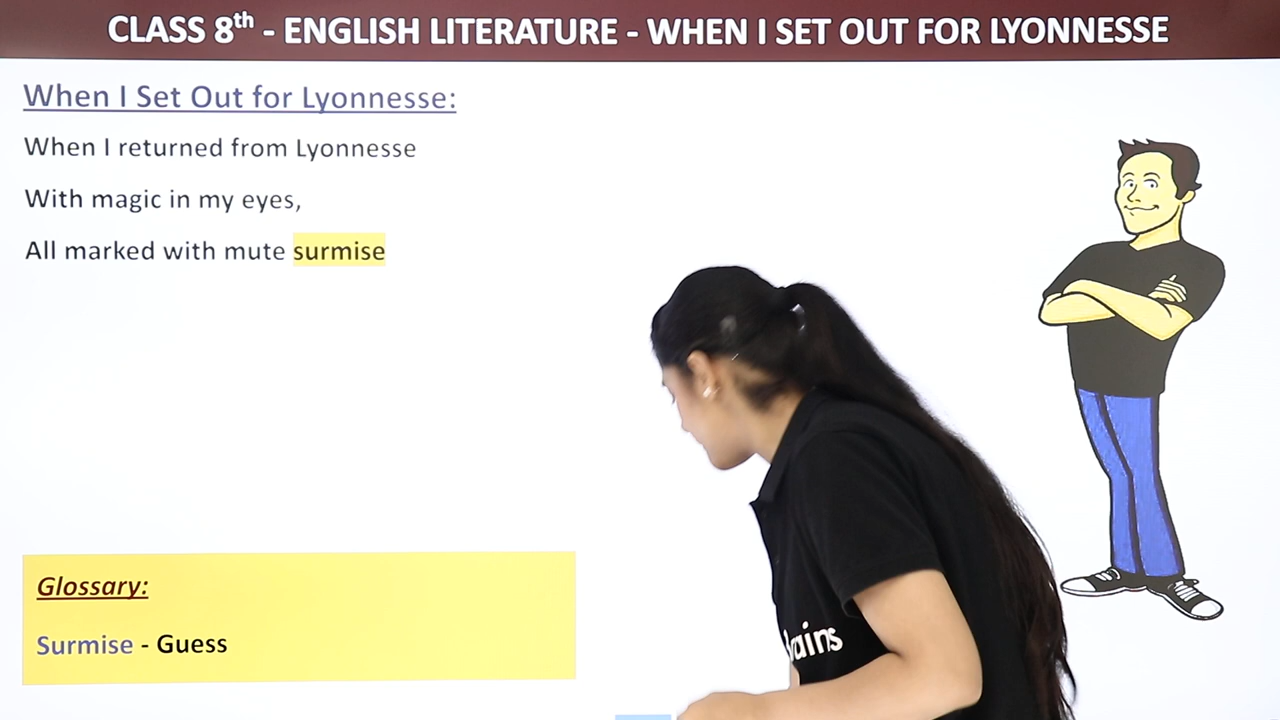 CLASS 8th - ENGLISH LITERATURE - WHEN I SET OUT FOR LYONNESSE
When I Set Out for Lyonnesse:
When I returned from Lyonnesse
With magic in my eyes,
All marked with mute surmise
Glossary:
Surmise - Guess